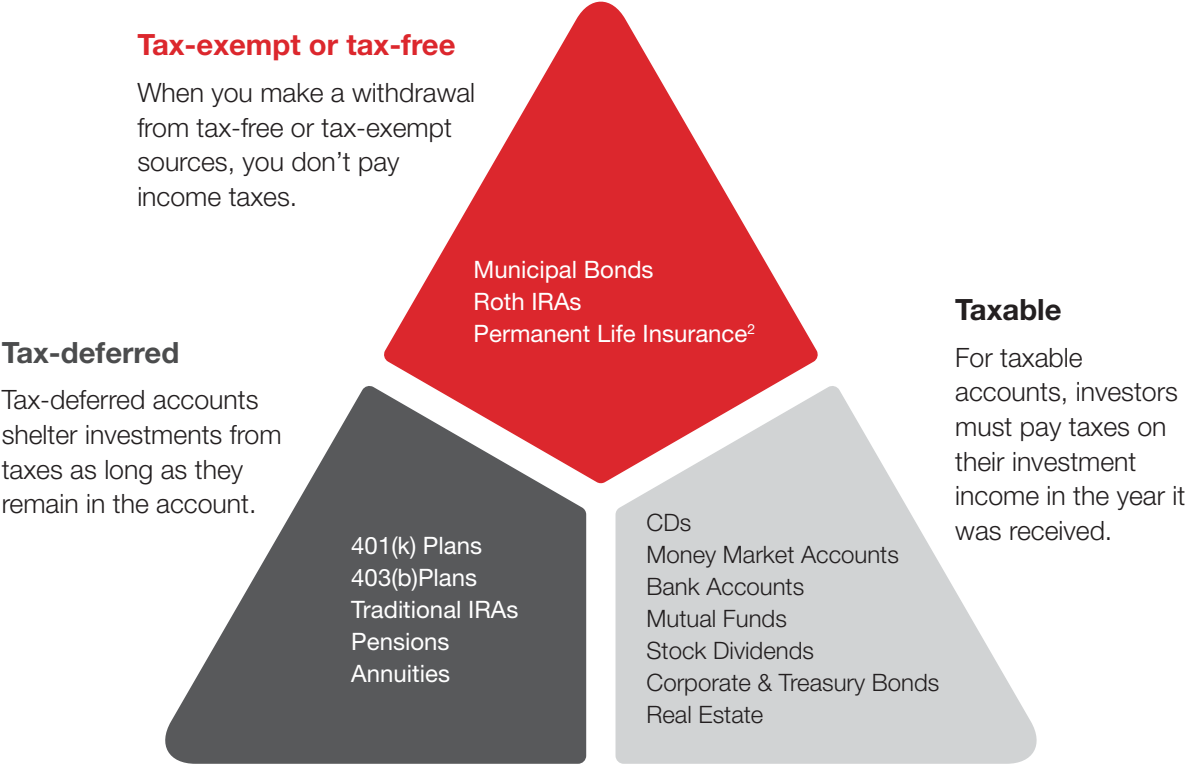 Tax-exempt or tax-free
When you make a withdrawal
from tax-free or tax-exempt
sources, you don’t pay
income taxes.
Municipal Bonds
Roth IRAs
Permanent Life Insurance2
Tax-deferred
Tax-deferred accounts
shelter investments from
taxes as long as they
remain in the account.
401(k) Plans
403(b)Plans
Traditional IRAs
Pensions
Annuities
Taxable
For taxable
accounts, investors
must pay taxes on
their investment
income in the year it
was received.
CDs
Money Market Accounts
Bank Accounts
Mutual Funds
Stock Dividends
Corporate & Treasury Bonds
Real Estate